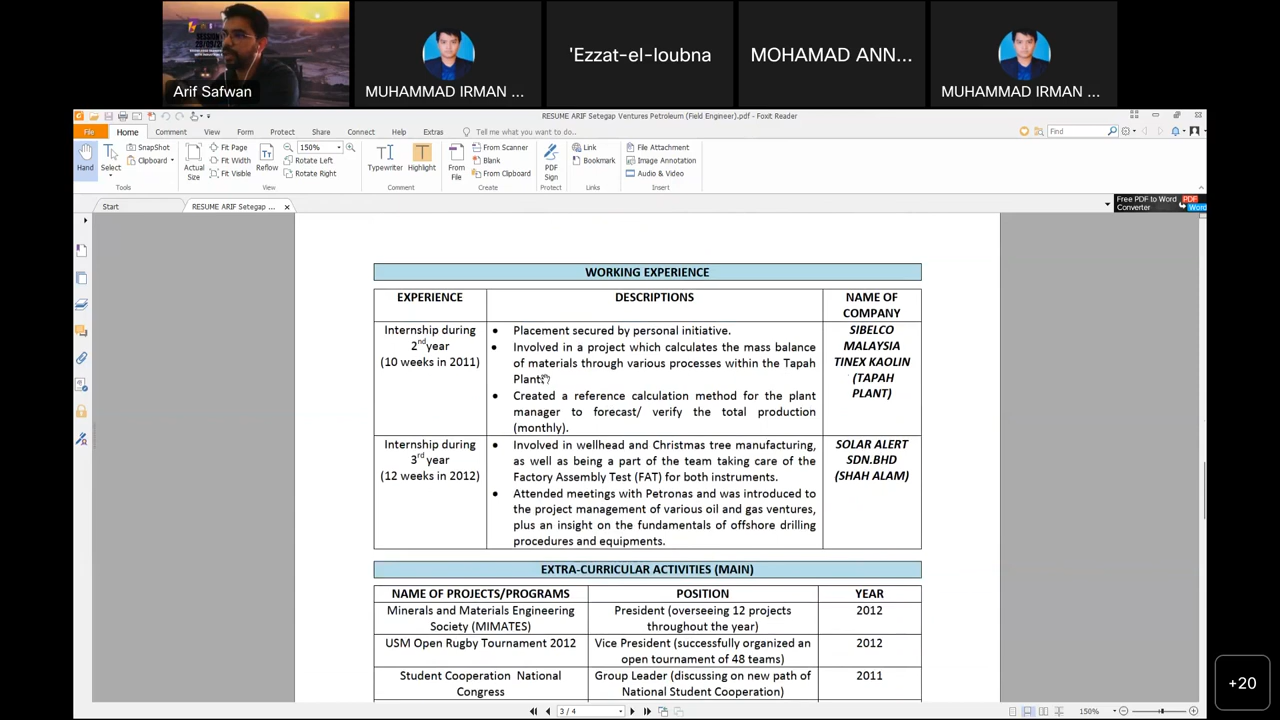 Arif Safwan
MUHAMMAD IRMAN ...
'Ezzat-el-loubna
MOHAMAD ANN...
MUHAMMAD IRMAN ...
RESUME ARIF Setegap Ventures Petroleum (Field Engineer).pdf - Foxit Reader
File Home Comment View Form Protect Share Connect Help Extras Tell me what you want to do.. Find
Hand
Select
SnapShot
Clipboard
Actual Size
Fit Page
Fit Width
Fit Visible
Reflow
150%
Rotate Left
Rotate Right
Typewriter
Highlight
From File
From Scanner
Blank
From Clipboard
PDF Sign
Link
Bookmark
File Attachment
Image Annotation
Audio & Video
Tools View Comment Create Protect Links Insert
Start RESUME ARIF Setegap ...
Free PDF to Word
Converter
PDF
Word
WORKING EXPERIENCE
EXPERIENCE DESCRIPTIONS NAME OF
COMPANY
Internship during
2nd year
(10 weeks in 2011)
• Placement secured by personal initiative.
• Involved in a project which calculates the mass balance
of materials through various processes within the Tapah
Plant.
• Created a reference calculation method for the plant
manager to forecast/ verify the total production
(monthly).
SIBELCO
MALAYSIA
TINEX KAOLIN
(TAPAH
PLANT)
Internship during
3rd year
(12 weeks in 2012)
• Involved in wellhead and Christmas tree manufacturing,
as well as being a part of the team taking care of the
Factory Assembly Test (FAT) for both instruments.
• Attended meetings with Petronas and was introduced to
the project management of various oil and gas ventures,
plus an insight on the fundamentals of offshore drilling
procedures and equipments.
SOLAR ALERT
SDN.BHD
(SHAH ALAM)
EXTRA-CURRICULAR ACTIVITIES (MAIN)
NAME OF PROJECTS/PROGRAMS POSITION YEAR
Minerals and Materials Engineering
Society (MIMATES)
President (overseeing 12 projects
throughout the year)
2012
USM Open Rugby Tournament 2012
Vice President (successfully organized an
open tournament of 48 teams)
2012
Student Cooperation National
Congress
Group Leader (discussing on new path of
National Student Cooperation)
2011
3 / 4
150%
+20